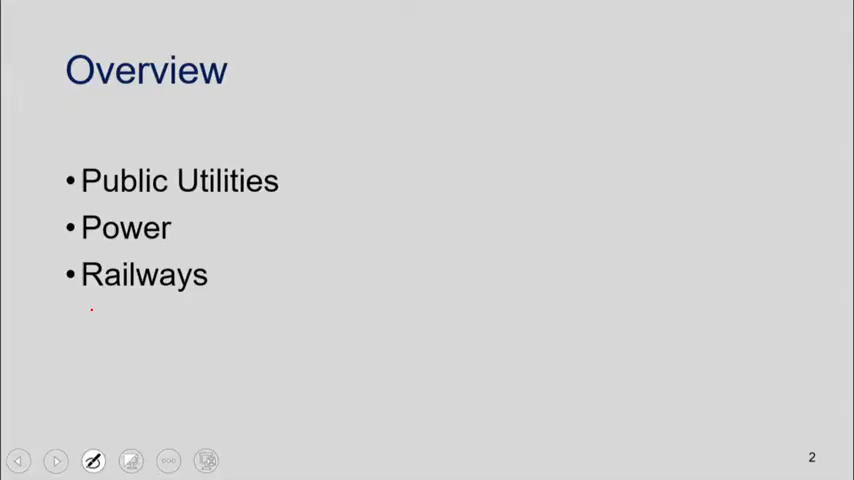 Overview
• Public Utilities
• Power
• Railways
2